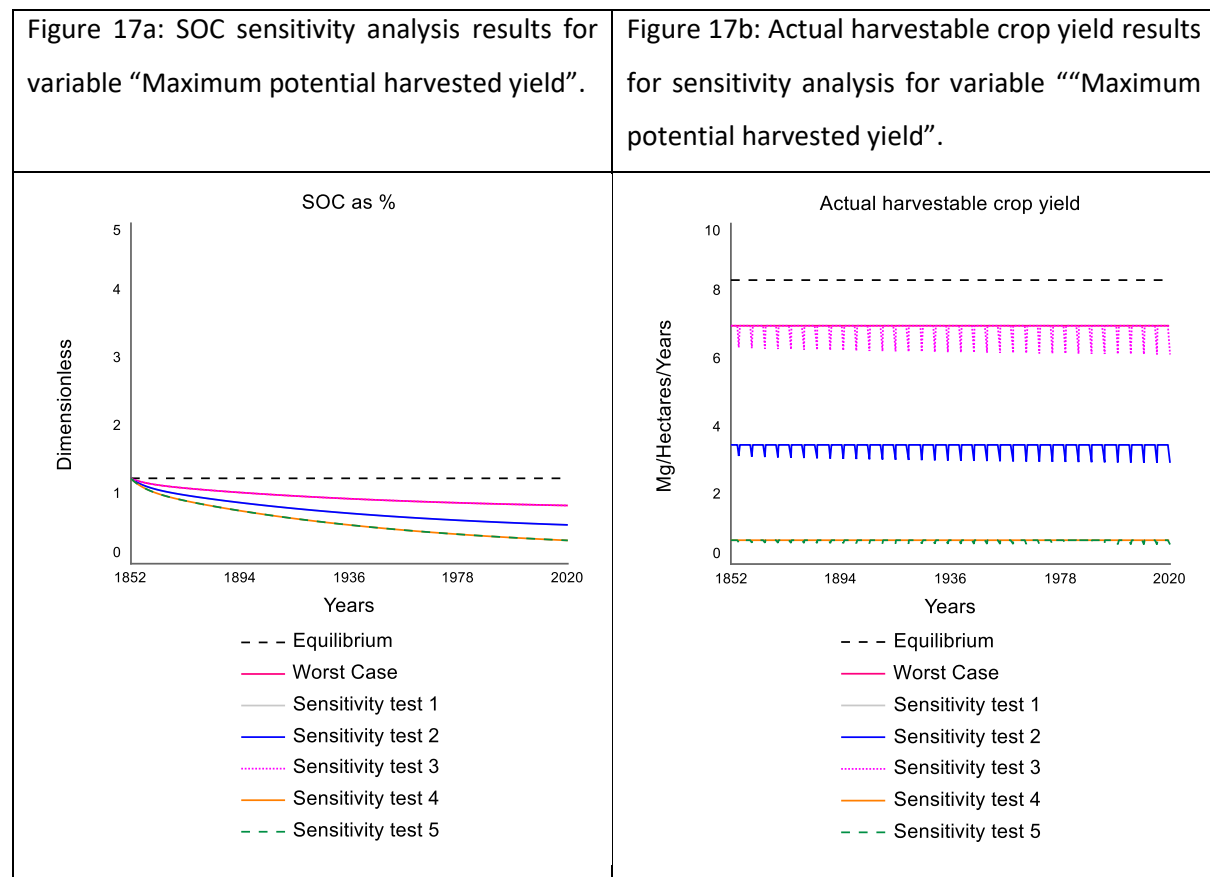 Figure 17a: SOC sensitivity analysis results for
variable “Maximum potential harvested yield”.
Figure 17b: Actual harvestable crop yield results
for sensitivity analysis for variable ““Maximum
potential harvested yield”.
SOC as %
5
4
3
2
1
0
Dimensionless
1852 1894 1936 1978 2020
Years
Equilibrium
Worst Case
Sensitivity test 1
Sensitivity test 2
Sensitivity test 3
Sensitivity test 4
Sensitivity test 5
Actual harvestable crop yield
10
8
6
4
2
0
Mg/Hectares/Years
1852 1894 1936 1978 2020
Years
Equilibrium
Worst Case
Sensitivity test 1
Sensitivity test 2
Sensitivity test 3
Sensitivity test 4
Sensitivity test 5